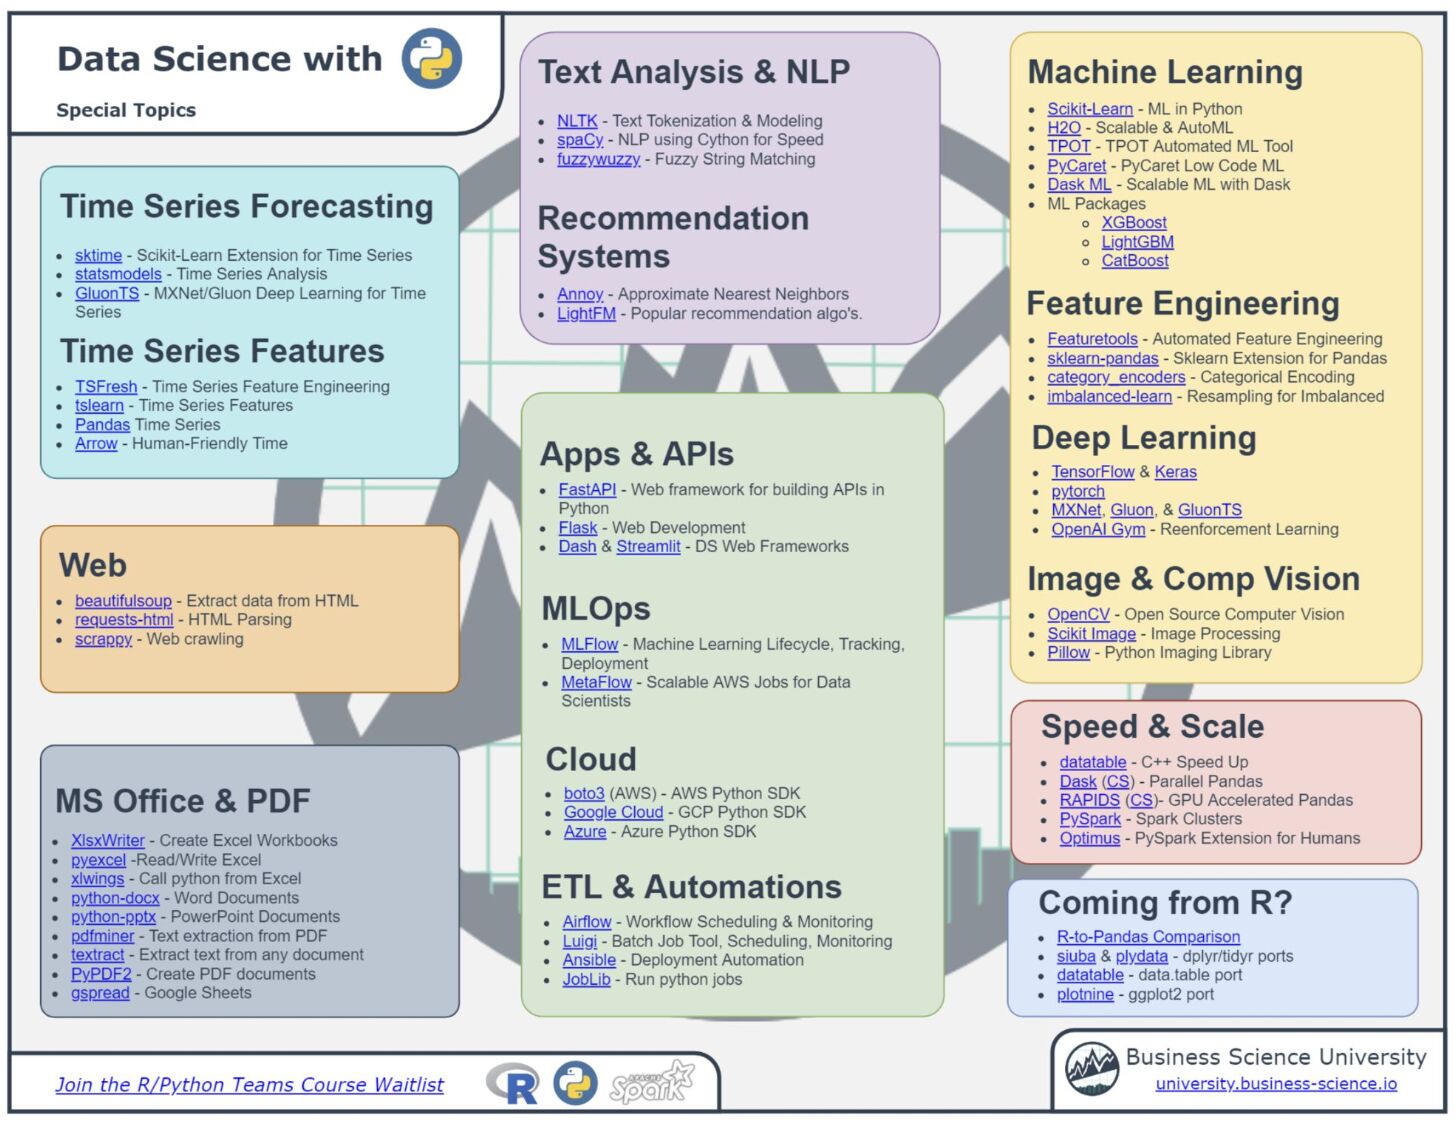 Data Science with
Special Topics
Time Series Forecasting
sktime - Scikit-Learn Extension for Time Series
statsmodels - Time Series Analysis
GluonTS - MXNet/Gluon Deep Learning for Time
Series
Time Series Features
TSFresh - Time Series Feature Engineering
tslearn - Time Series Features
Pandas Time Series
Arrow - Human-Friendly Time
Web
beautifulsoup - Extract data from HTML
requests-html - HTML Parsing
scrappy - Web crawling
MS Office & PDF
XlsxWriter - Create Excel Workbooks
pyexcel -Read/Write Excel
xlwings - Call python from Excel
python-docx - Word Documents
python-pptx - PowerPoint Documents
pdfminer - Text extraction from PDF
textract - Extract text from any document
PyPDF2 - Create PDF documents
gspread - Google Sheets
Text Analysis & NLP
NLTK - Text Tokenization & Modeling
spaCy - NLP using Cython for Speed
fuzzywuzzy - Fuzzy String Matching
Recommendation
Systems
Annoy - Approximate Nearest Neighbors
LightFM - Popular recommendation algo's.
Apps & APIs
FastAPI - Web framework for building APIs in
Python
Flask - Web Development
Dash & Streamlit - DS Web Frameworks
MLOps
MLFlow - Machine Learning Lifecycle, Tracking,
Deployment
MetaFlow - Scalable AWS Jobs for Data
Scientists
Cloud
boto3 (AWS) - AWS Python SDK
Google Cloud - GCP Python SDK
Azure - Azure Python SDK
ETL & Automations
Airflow - Workflow Scheduling & Monitoring
Luigi - Batch Job Tool, Scheduling, Monitoring
Ansible - Deployment Automation
JobLib - Run python jobs
Machine Learning
Scikit-Learn - ML in Python
H2O - Scalable & AutoML
TPOT - TPOT Automated ML Tool
PyCaret - PyCaret Low Code ML
Dask ML - Scalable ML with Dask
ML Packages
XGBoost
LightGBM
CatBoost
Feature Engineering
Featuretools - Automated Feature Engineering
sklearn-pandas - Sklearn Extension for Pandas
category_encoders - Categorical Encoding
imbalanced-learn - Resampling for Imbalanced
Deep Learning
TensorFlow & Keras
pytorch
MXNet, Gluon, & GluonTS
OpenAI Gym - Reenforcement Learning
Image & Comp Vision
OpenCV - Open Source Computer Vision
Scikit Image - Image Processing
Pillow - Python Imaging Library
Speed & Scale
datatable - C++ Speed Up
Dask (CS) - Parallel Pandas
RAPIDS (CS)- GPU Accelerated Pandas
PySpark - Spark Clusters
Optimus - PySpark Extension for Humans
Coming from R?
R-to-Pandas Comparison
siuba & plydata - dplyr/tidyr ports
datatable - data.table port
plotnine - ggplot2 port
Join the R/Python Teams Course Waitlist
R
APACHE
Spark
Business Science University
university.business-science.io